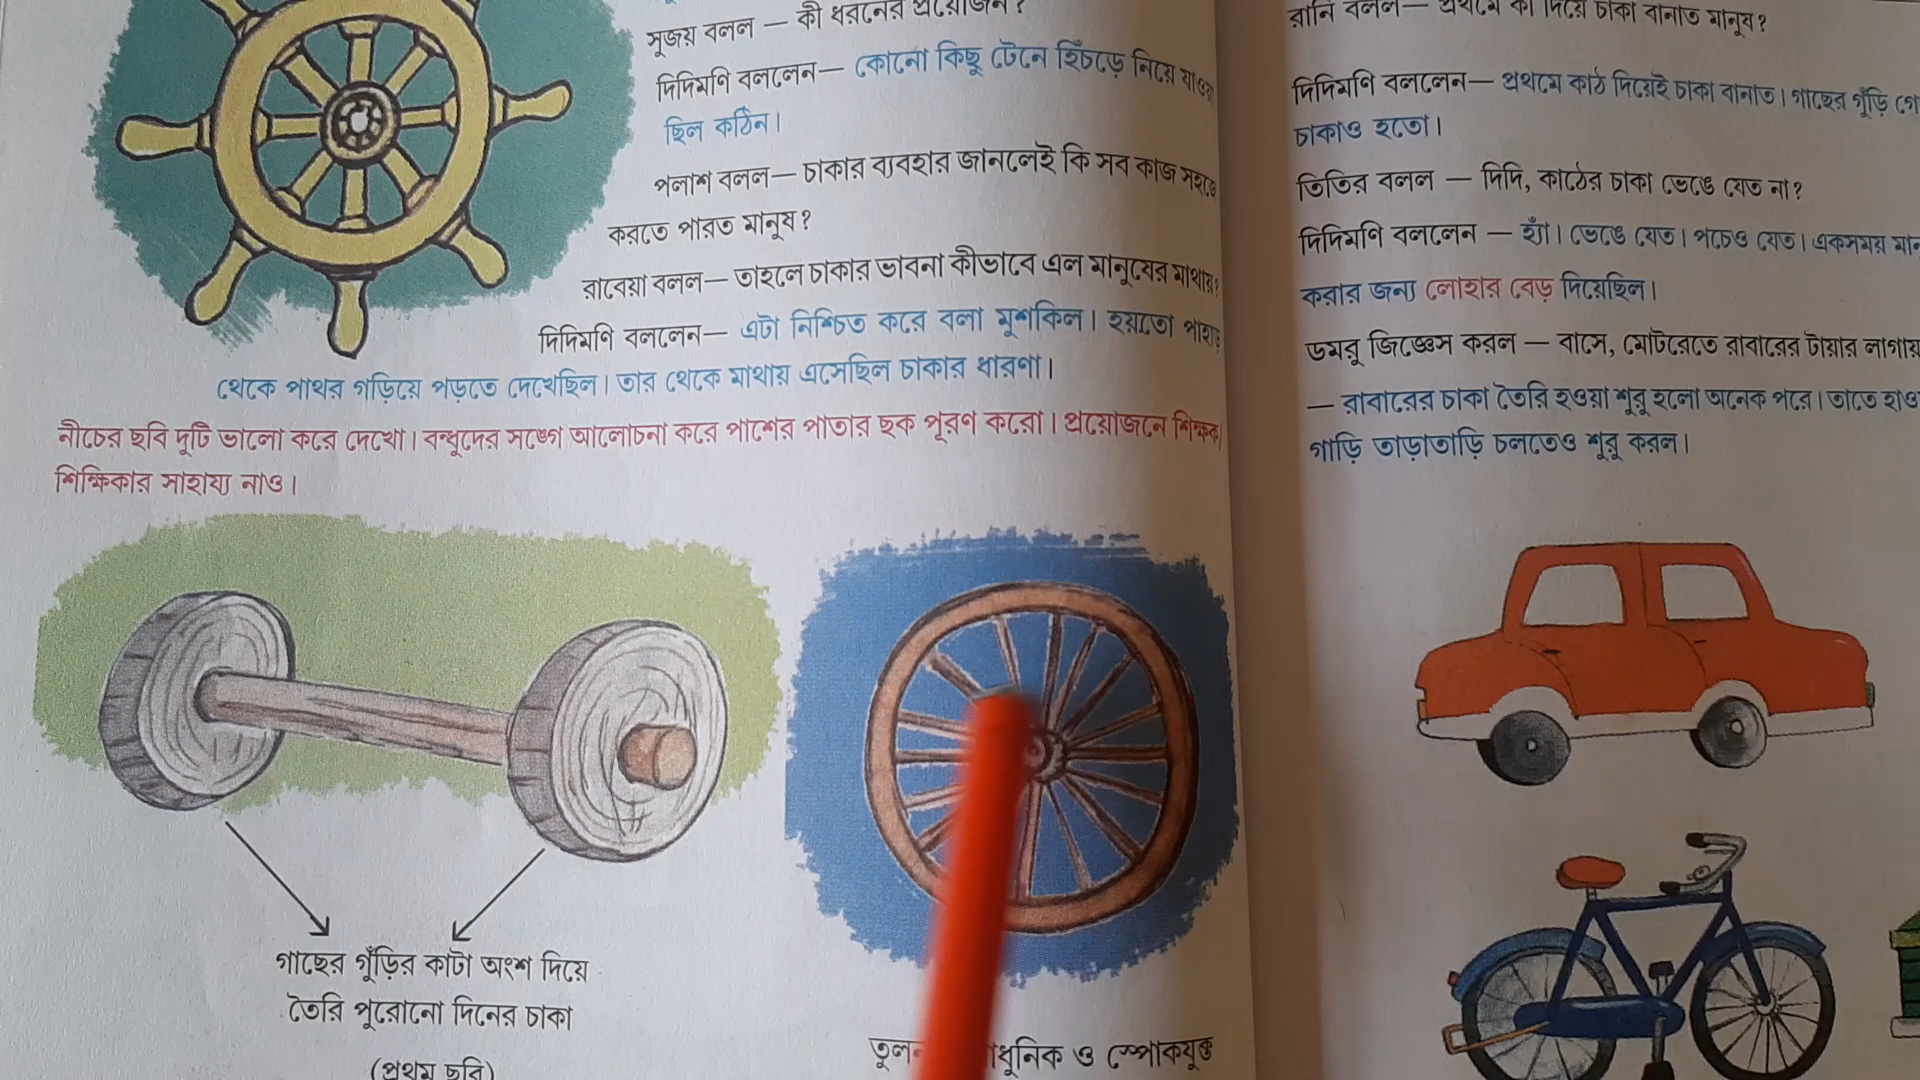 সুজয় বলল — কী ধরনের প্রয়োজন?
দিদিমণি বললেন— কোনো কিছু টেনে হিঁচড়ে নিয়ে যাওয়া
ছিল কঠিন।
পলাশ বলল— চাকার ব্যবহার জানলেই কি সব কাজ সহজে
করতে পারত মানুষ?
রাবেয়া বলল— তাহলে চাকার ভাবনা কীভাবে এল মানুষের মাথায়?
দিদিমণি বললেন— এটা নিশ্চিত করে বলা মুশকিল। হয়তো পাহাড়
থেকে পাথর গড়িয়ে পড়তে দেখেছিল। তার থেকে মাথায় এসেছিল চাকার ধারণা।
নীচের ছবি দুটি ভালো করে দেখো। বন্ধুদের সঙ্গে আলোচনা করে পাশের পাতার ছক পূরণ করো। প্রয়োজনে শিক্ষক/
শিক্ষিকার সাহায্য নাও।
গাছের গুঁড়ির কাটা অংশ দিয়ে
তৈরি পুরোনো দিনের চাকা
(প্রথম ছবি)
ও স্পোকযুক্ত
রানি বলল— প্রথমে কী দিয়ে চাকা বানাত মানুষ?
দিদিমণি বললেন— প্রথমে কাঠ দিয়েই চাকা বানাত। গাছের গুঁড়ি
চাকাও হতো।
তিতির বলল — দিদি, কাঠের চাকা ভেঙে যেত না?
দিদিমণি বললেন — হ্যাঁ। ভেঙে যেত। পচেও যেত। একসময়
করার জন্য লোহার বেড় দিয়েছিল।
ডমরু জিজ্ঞেস করল — বাসে, মোটরেতে রাবারের টায়ার লাগায়
— রাবারের চাকা তৈরি হওয়া শুরু হলো অনেক পরে। তাতে
গাড়ি তাড়াতাড়ি চলতেও শুরু করল।